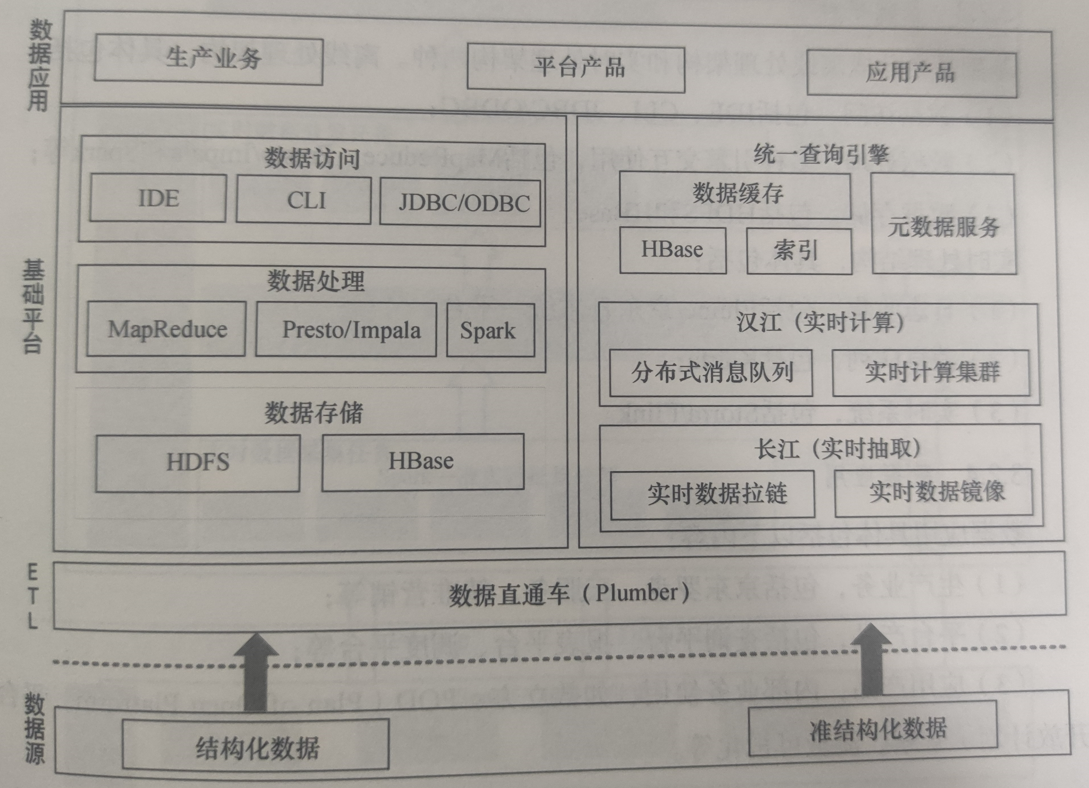 数据应用
生产业务
平台产品
应用产品
基础平台
数据访问
IDE
CLI
JDBC/ODBC
数据处理
MapReduce
Presto/Impala
Spark
数据存储
HDFS
HBase
统一查询引擎
数据缓存
HBase
索引
元数据服务
汉江（实时计算）
分布式消息队列
实时计算集群
长江（实时抽取）
实时数据拉链
实时数据镜像
ETL
数据直通车（Plumber）
数据源
结构化数据
准结构化数据